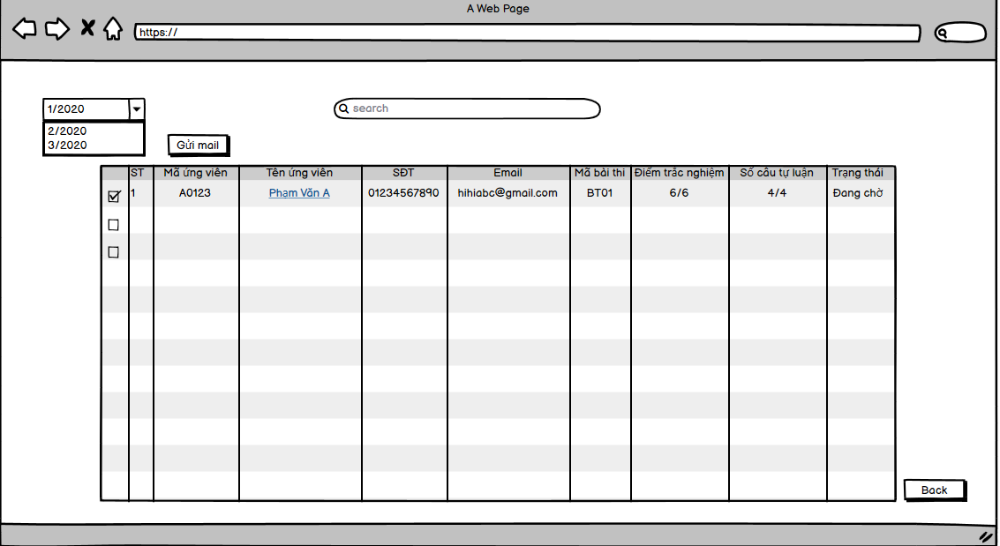 A Web Page
https://
1/2020
search
2/2020
3/2020
Gửi mail
ST Mã ứng viên Tên ứng viên SĐT Email Mã bài thi Điểm trắc nghiệm Số câu tự luận Trạng thái
1 A0123 Phạm Văn A 01234567890 hihiabc@gmail.com BT01 6/6 4/4 Đang chờ
Back